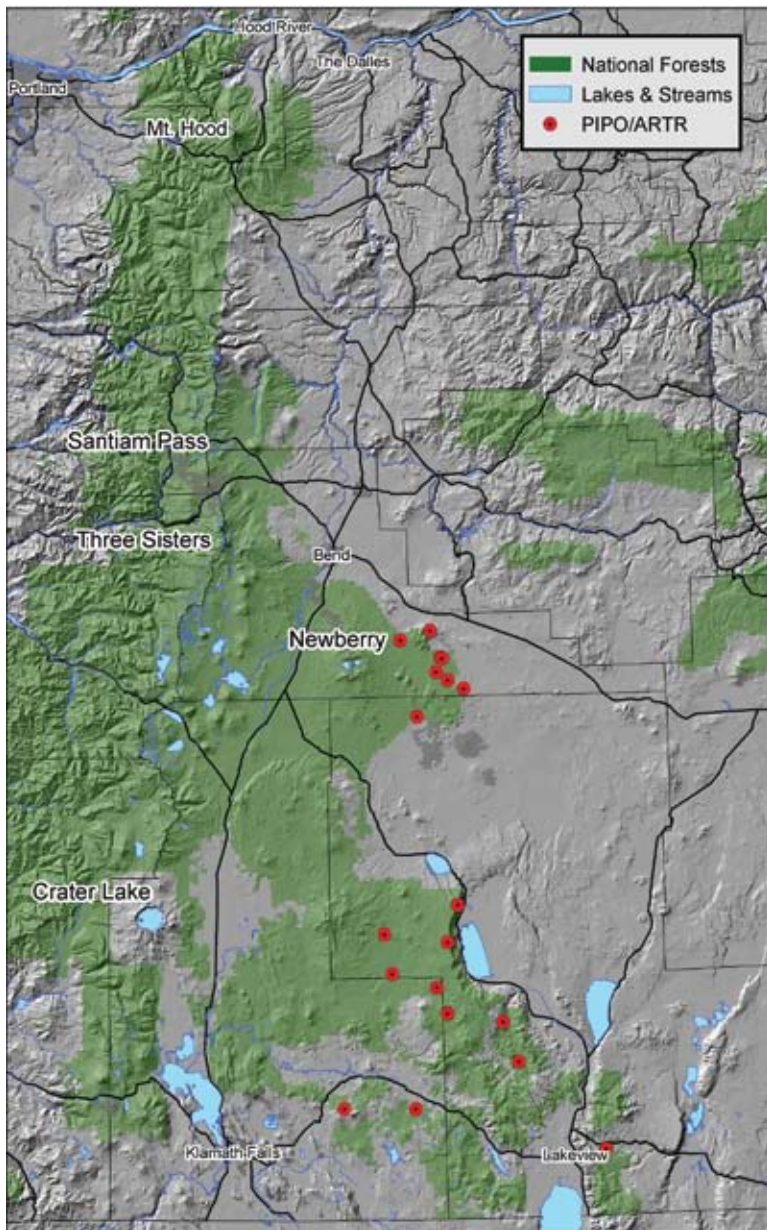 Hood River
The Dalles
Portland
Mt. Hood
National Forests
Lakes & Streams
PIPO/ARTR
Santiam Pass
Three Sisters
Bend
Newberry
Crater Lake
Klamath Falls
Lakeview